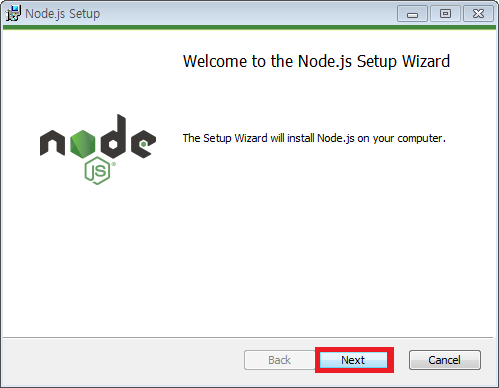 Node.js Setup
Welcome to the Node.js Setup Wizard
node
JS
The Setup Wizard will install Node.js on your computer.
Back
Next
Cancel